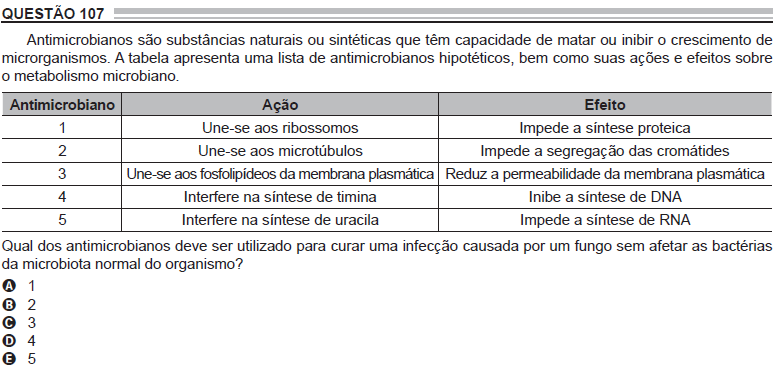 QUESTÃO 107
Antimicrobianos são substâncias naturais ou sintéticas que têm capacidade de matar ou inibir o crescimento de
microrganismos. A tabela apresenta uma lista de antimicrobianos hipotéticos, bem como suas ações e efeitos sobre
o metabolismo microbiano.
Antimicrobiano Ação Efeito
1 Une-se aos ribossomos Impede a síntese proteica
2 Une-se aos microtúbulos Impede a segregação das cromátides
3 Une-se aos fosfolipídeos da membrana plasmática Reduz a permeabilidade da membrana plasmática
4 Interfere na síntese de timina Inibe a síntese de DNA
5 Interfere na síntese de uracila Impede a síntese de RNA
Qual dos antimicrobianos deve ser utilizado para curar uma infecção causada por um fungo sem afetar as bactérias
da microbiota normal do organismo?
A 1
B 2
C 3
D 4
E 5